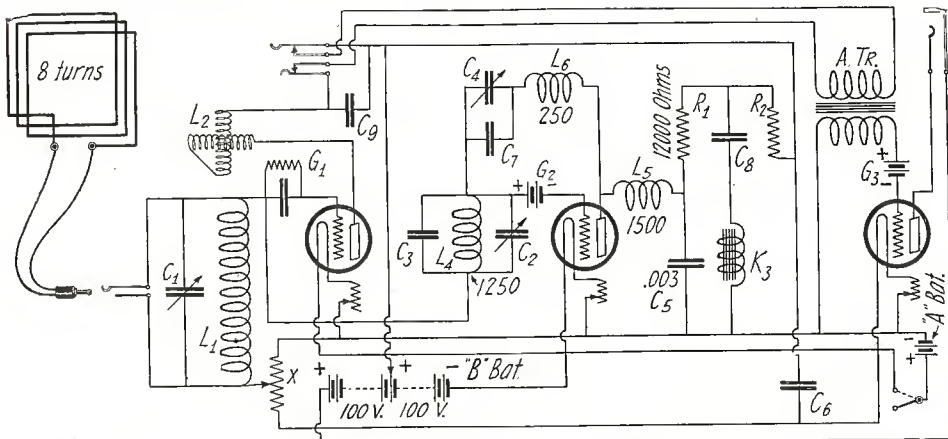 8 turns
L2
C9
G1
C1
L1
C4
L6
250
C7
G2
+ -
C3
L4
C2
1250
L5
1500
12000 Ohms
R1
R2
C8
K3
.003
C5
A. Tr.
+
G3 -
"A" Bat.
-
+
X
+ + - "B" Bat.
100 V. 100 V.
C6